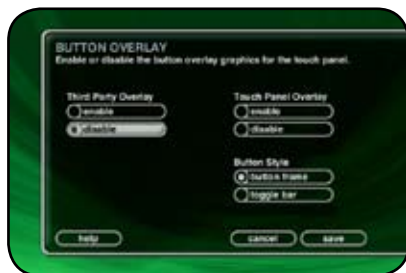 BUTTON OVERLAY
Enable or disable the button overlay graphics for the touch panel.
Third Party Overlay
enable
disable
Touch Panel Overlay
enable
disable
Button Style
button frame
toggle bar
help
cancel
save